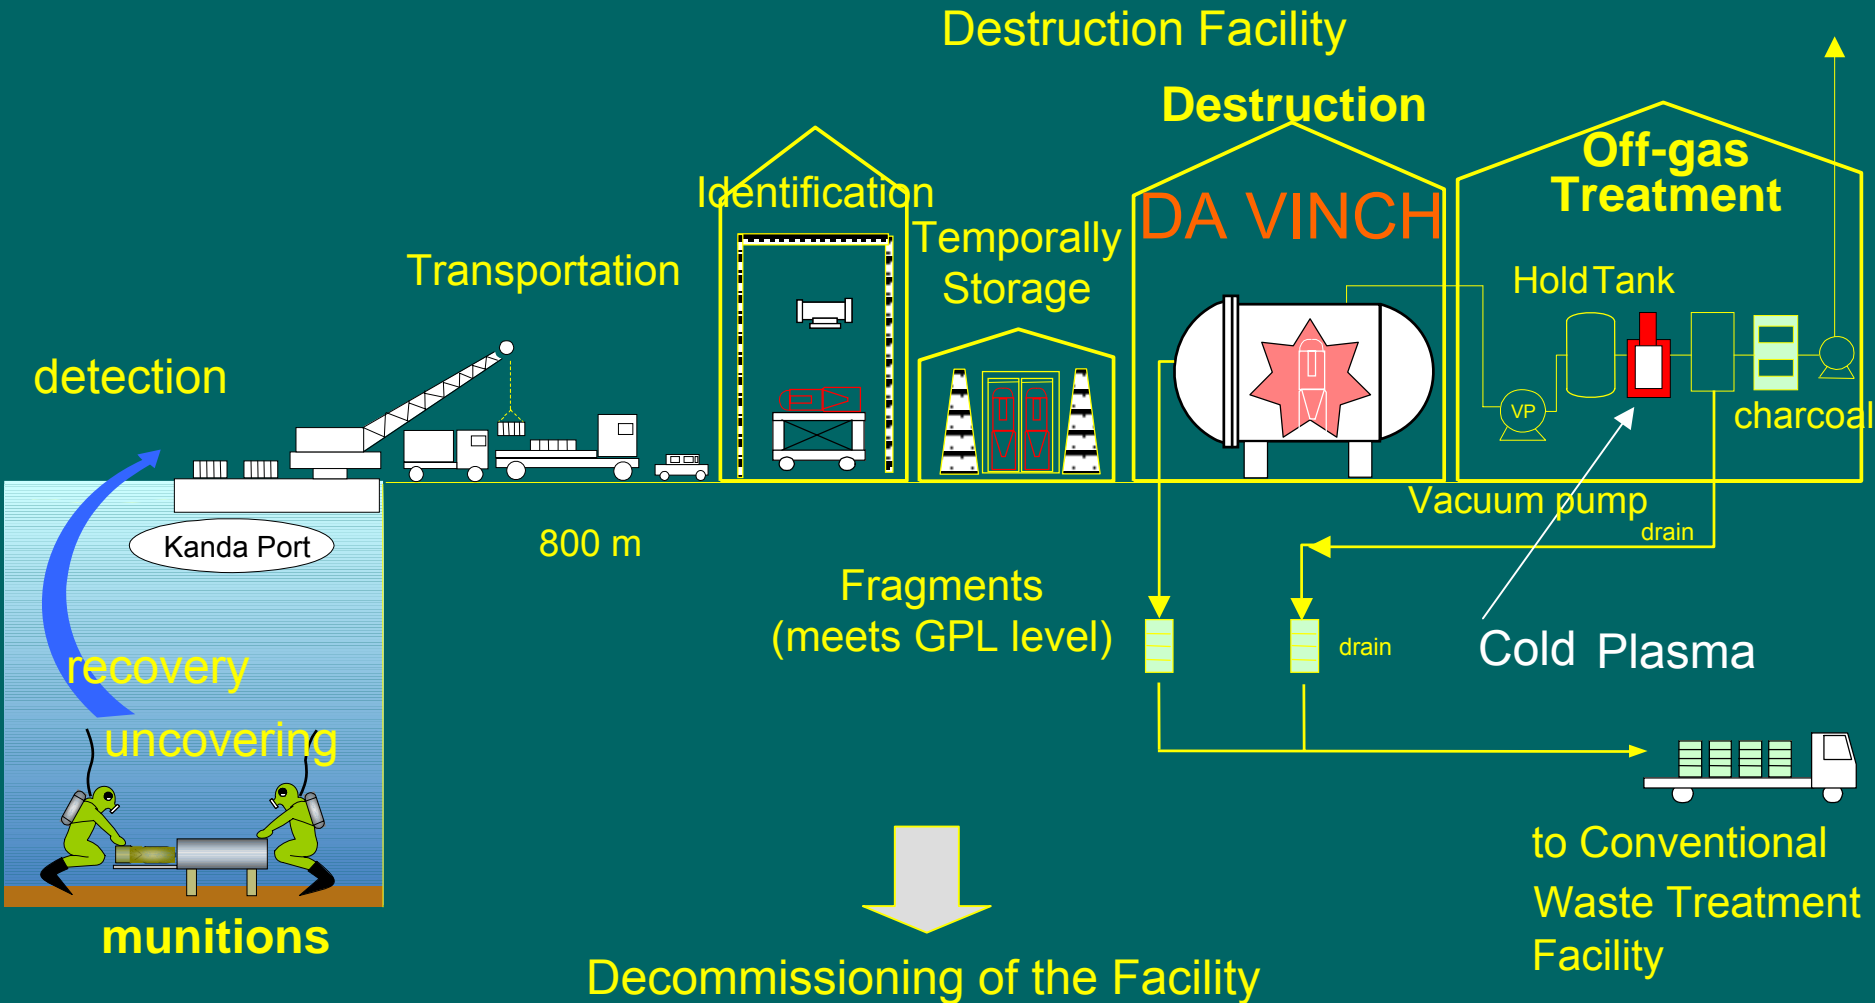 Destruction Facility
Destruction
Off-gas
Treatment
Identification
DA VINCH
Temporally
Storage
Transportation
Hold Tank
detection
VP
charcoal
Vacuum pump
drain
Kanda Port
800 m
Fragments
(meets GPL level)
drain
Cold Plasma
recovery
uncovering
to Conventional
Waste Treatment
Facility
munitions
Decommissioning of the Facility